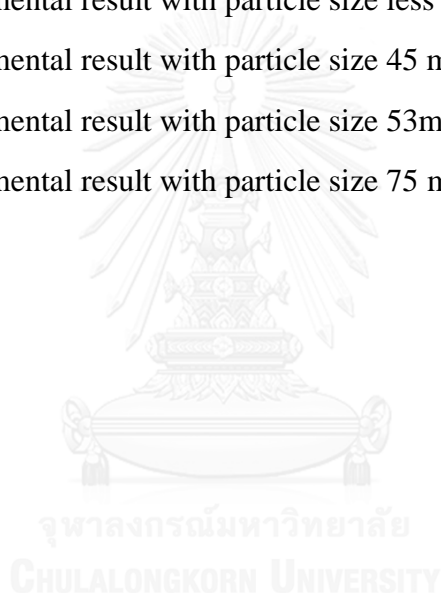 mental result with particle size less
mental result with particle size 45 m
mental result with particle size 53m
mental result with particle size 75 m
จุฬาลงกรณ์มหาวิทยาลัย
CHULALONGKORN UNIVERSITY